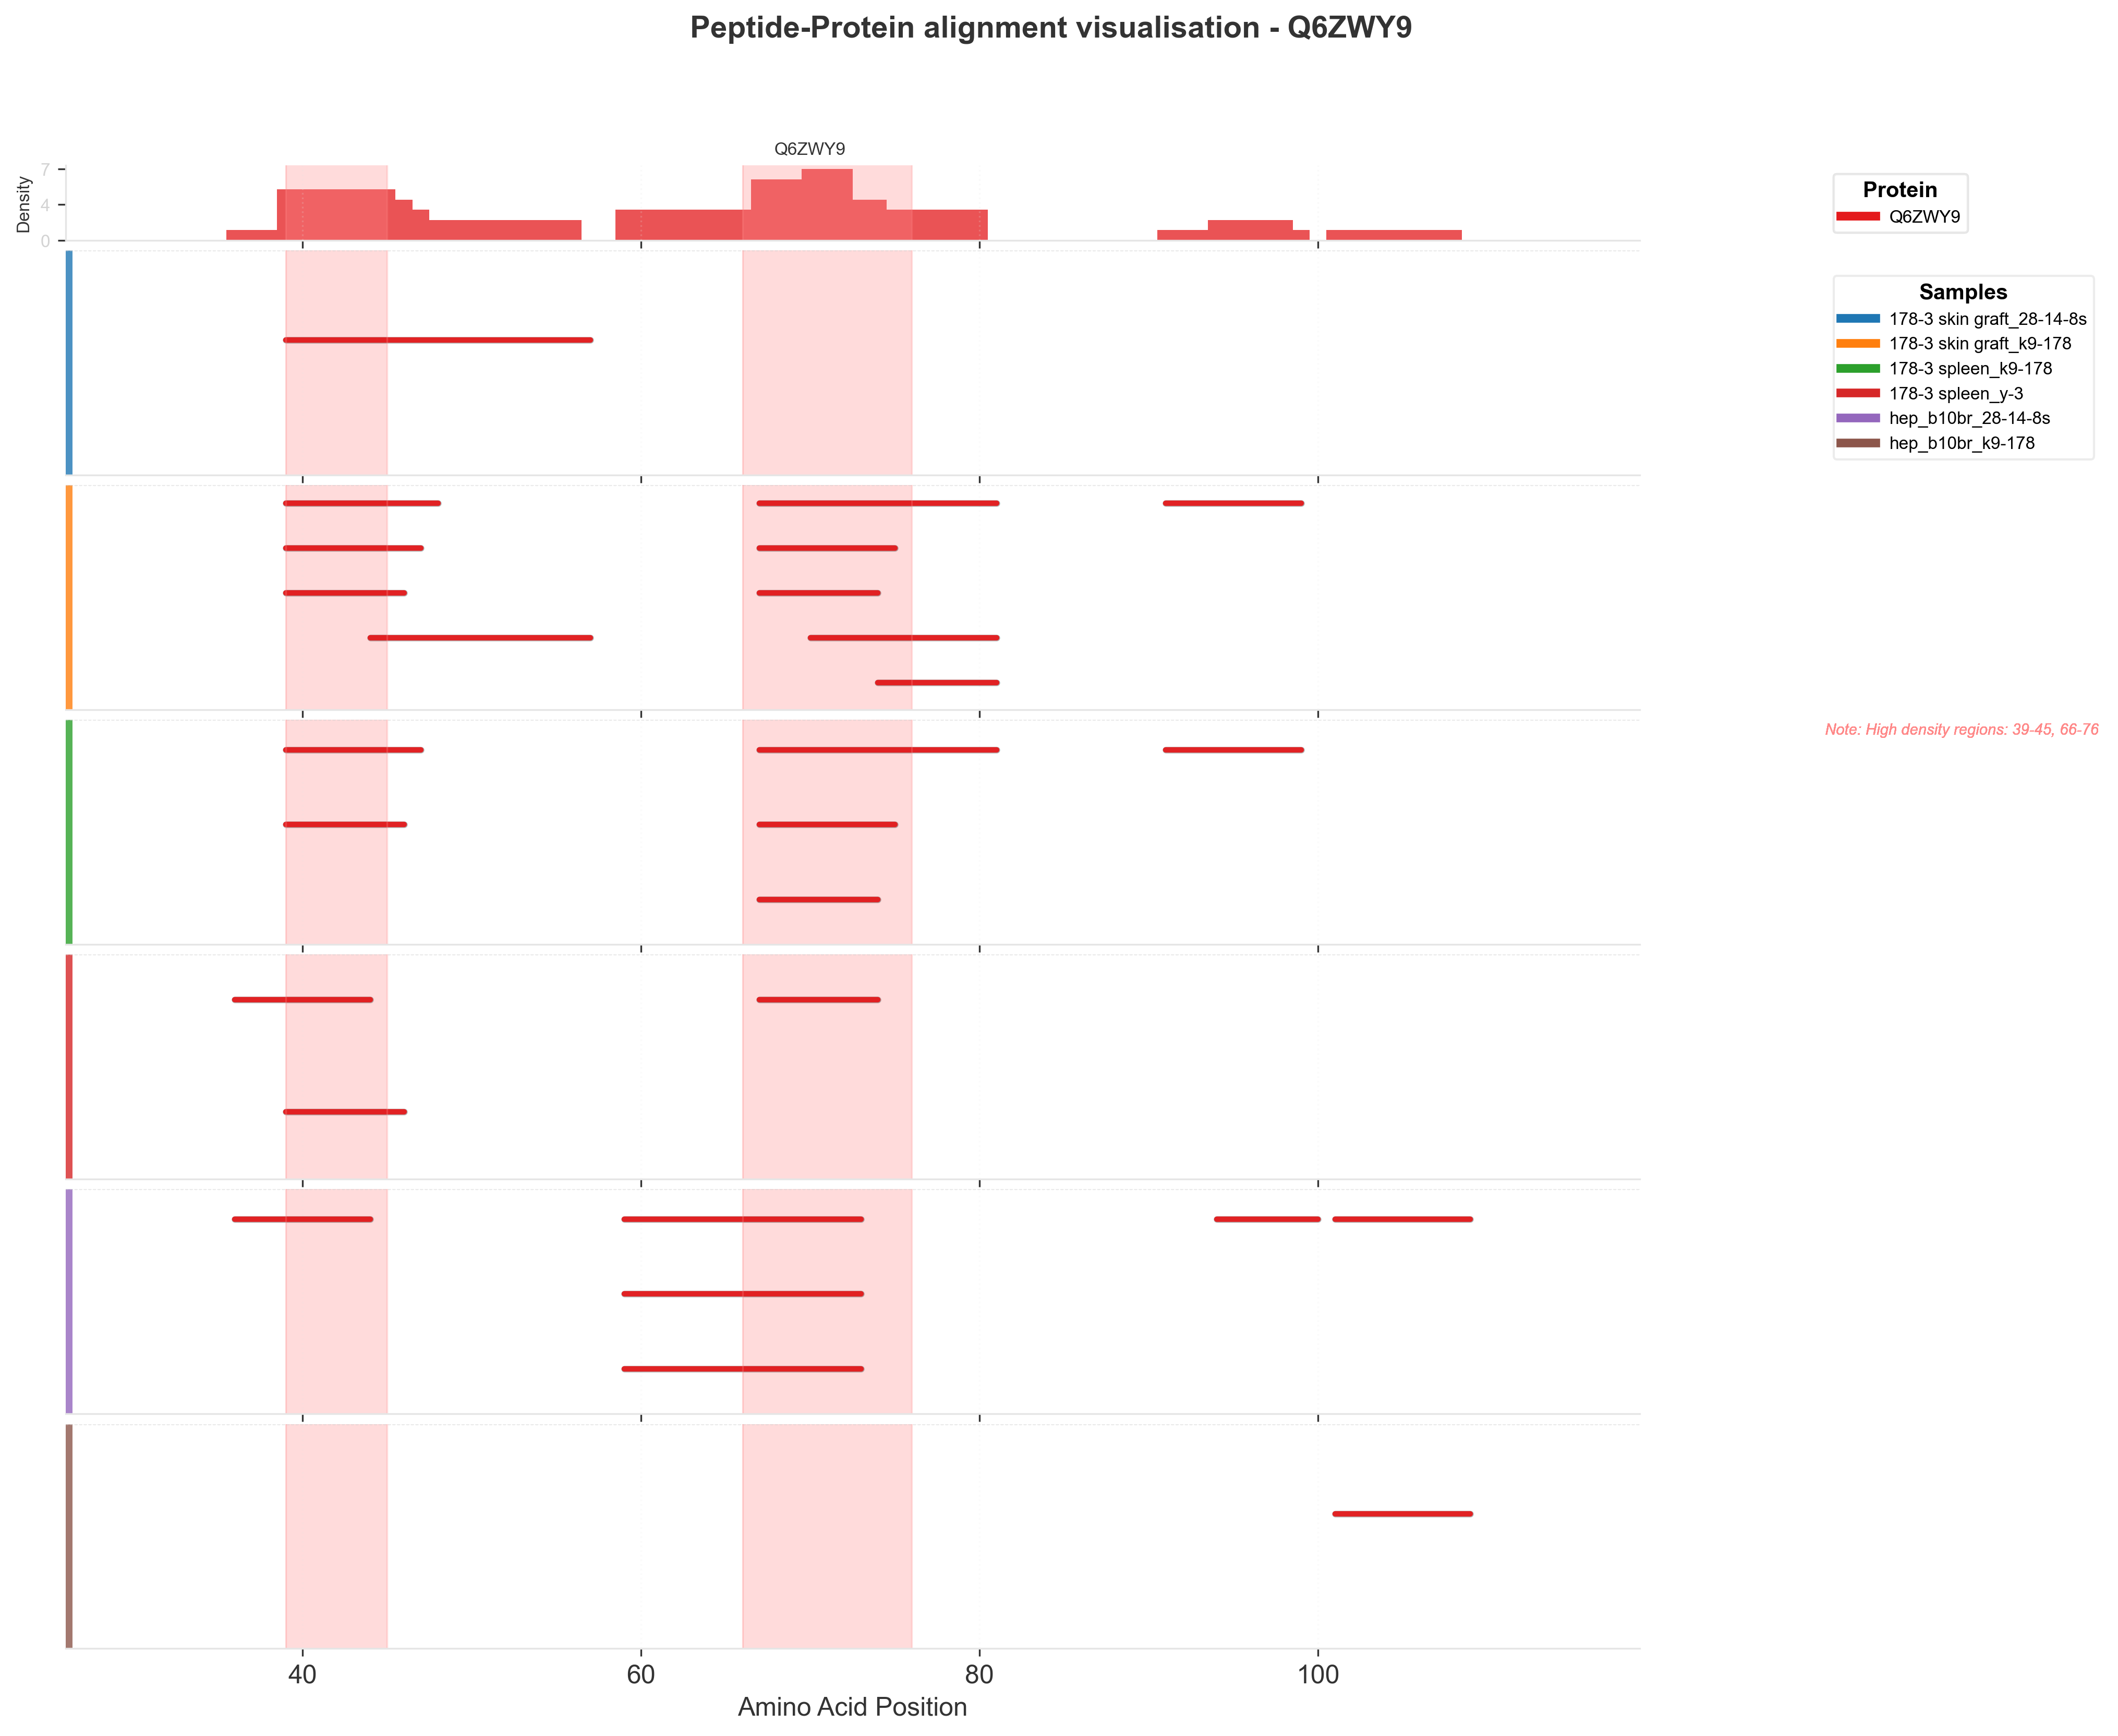 Peptide-Protein alignment visualisation - Q6ZWY9
Q6ZWY9
Density
7
4
0
Protein
Q6ZWY9
Samples
178-3 skin graft_28-14-8s
178-3 skin graft_k9-178
178-3 spleen_k9-178
178-3 spleen_y-3
hep_b10br_28-14-8s
hep_b10br_k9-178
Note: High density regions: 39-45, 66-76
40 60 80 100
Amino Acid Position